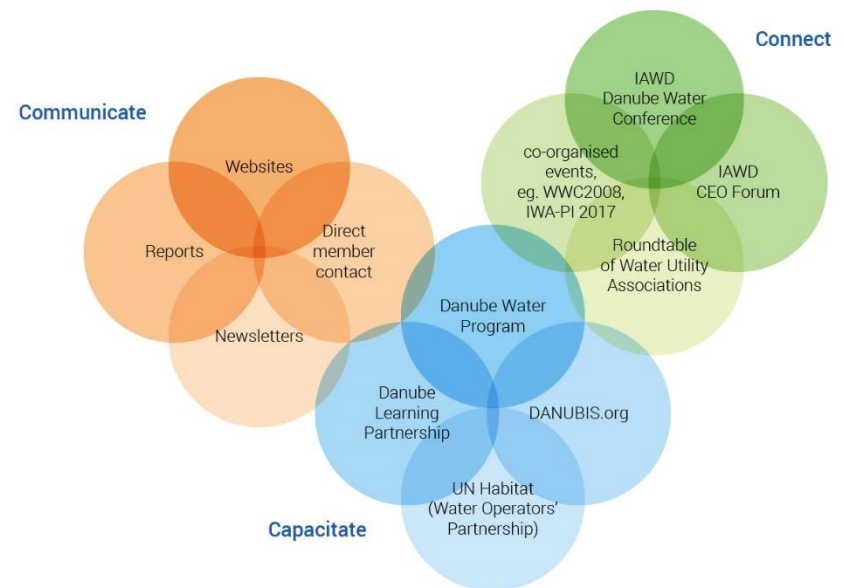 Communicate
Websites
Reports
Direct
member
contact
Newsletters
Connect
IAWD
Danube Water
Conference
co-organised
events,
eg. WWC2008,
IWA-PI 2017
IAWD
CEO Forum
Roundtable
of Water Utility
Associations
Danube Water
Program
Danube
Learning
Partnership
DANUBIS.org
UN Habitat
(Water Operators’
Partnership)
Capacitate